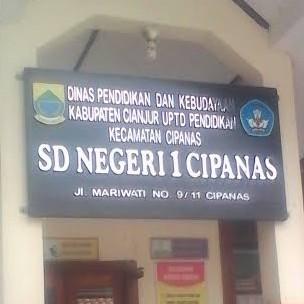 DINAS PENDIDIKAN DAN KEBUDAYAAN
KABUPATEN CIANJUR UPTD PENDIDIKAN
KECAMATAN CIPANAS
SD NEGERI 1 CIPANAS
Jl. MARIWATI NO. 9/11 CIPANAS